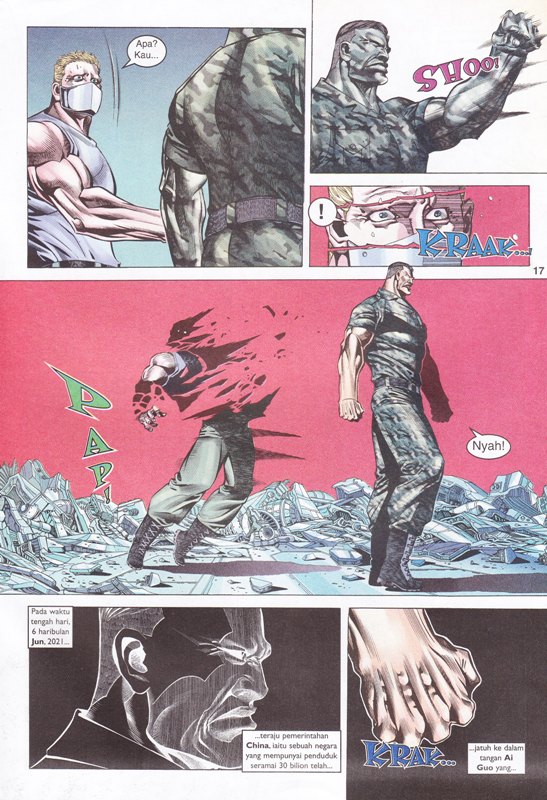 Apa?
Kau...
SHOO!
!
KRAAK...!
17
PAP!
Nyah!
Pada waktu
tengah hari,
6 haribulan
Jun, 2021...
...teraju pemerintahan
China, iaitu sebuah negara
yang mempunyai penduduk
seramai 30 bilion telah...
KRAK...
...jatuh ke dalam
tangan Ai
Guo yang...